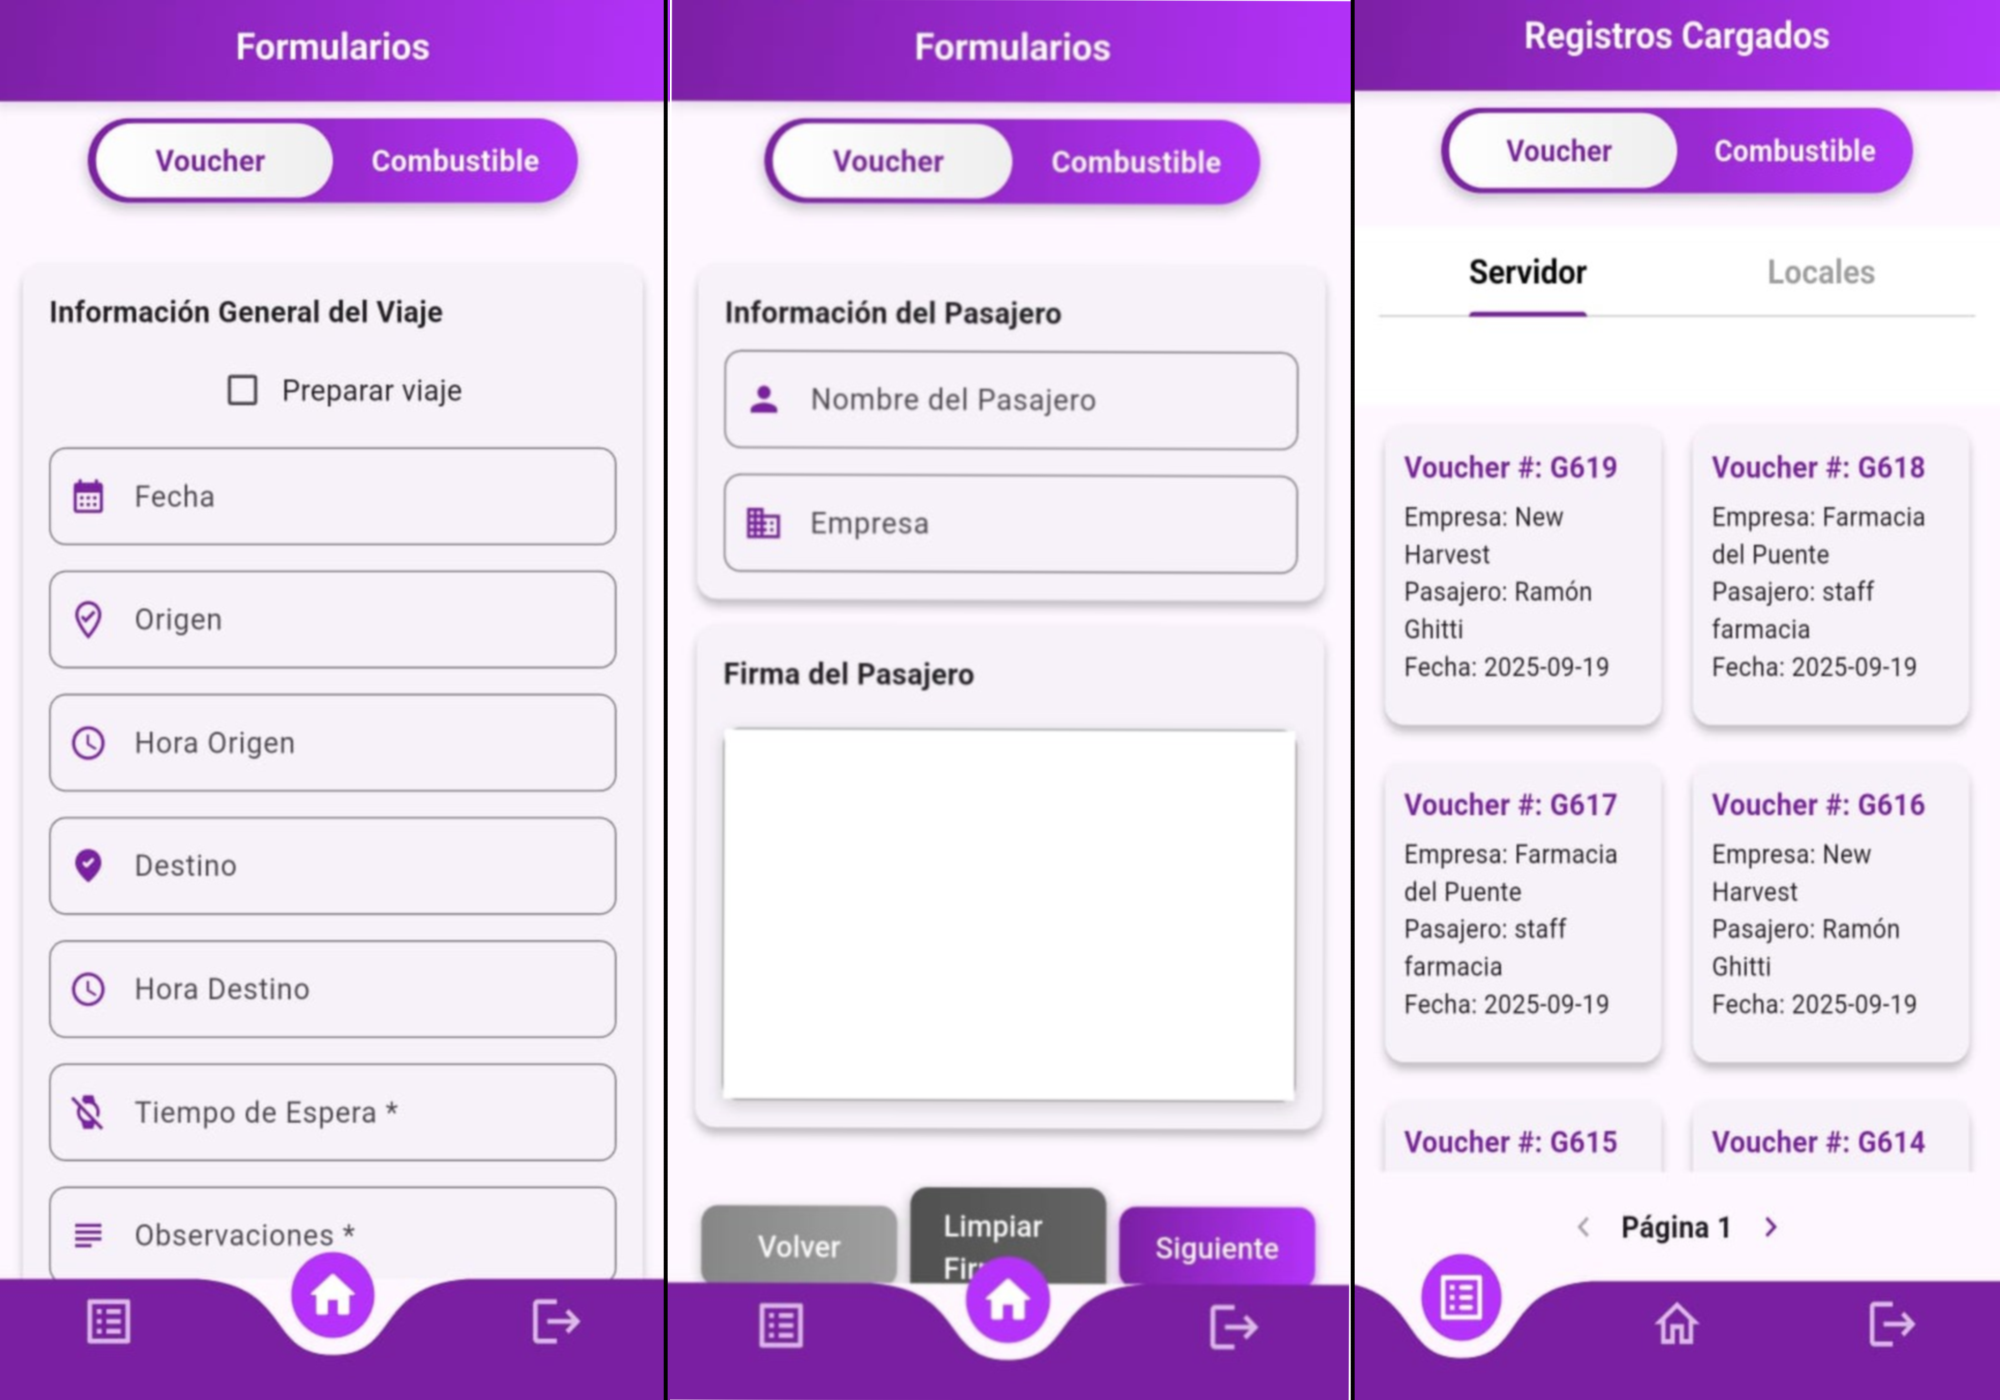 Formularios
Voucher
Combustible
Información General del Viaje
Preparar viaje
Fecha
Origen
Hora Origen
Destino
Hora Destino
Tiempo de Espera *
Observaciones *
Formularios
Voucher
Combustible
Información del Pasajero
Nombre del Pasajero
Empresa
Firma del Pasajero
Volver
Limpiar
Siguiente
Registros Cargados
Voucher
Combustible
Servidor
Locales
Voucher #: G619
Empresa: New
Harvest
Pasajero: Ramón
Ghitti
Fecha: 2025-09-19
Voucher #: G618
Empresa: Farmacia
del Puente
Pasajero: staff
farmacia
Fecha: 2025-09-19
Voucher #: G617
Empresa: Farmacia
del Puente
Pasajero: staff
farmacia
Fecha: 2025-09-19
Voucher #: G616
Empresa: New
Harvest
Pasajero: Ramón
Ghitti
Fecha: 2025-09-19
Voucher #: G615
Voucher #: G614
Página 1